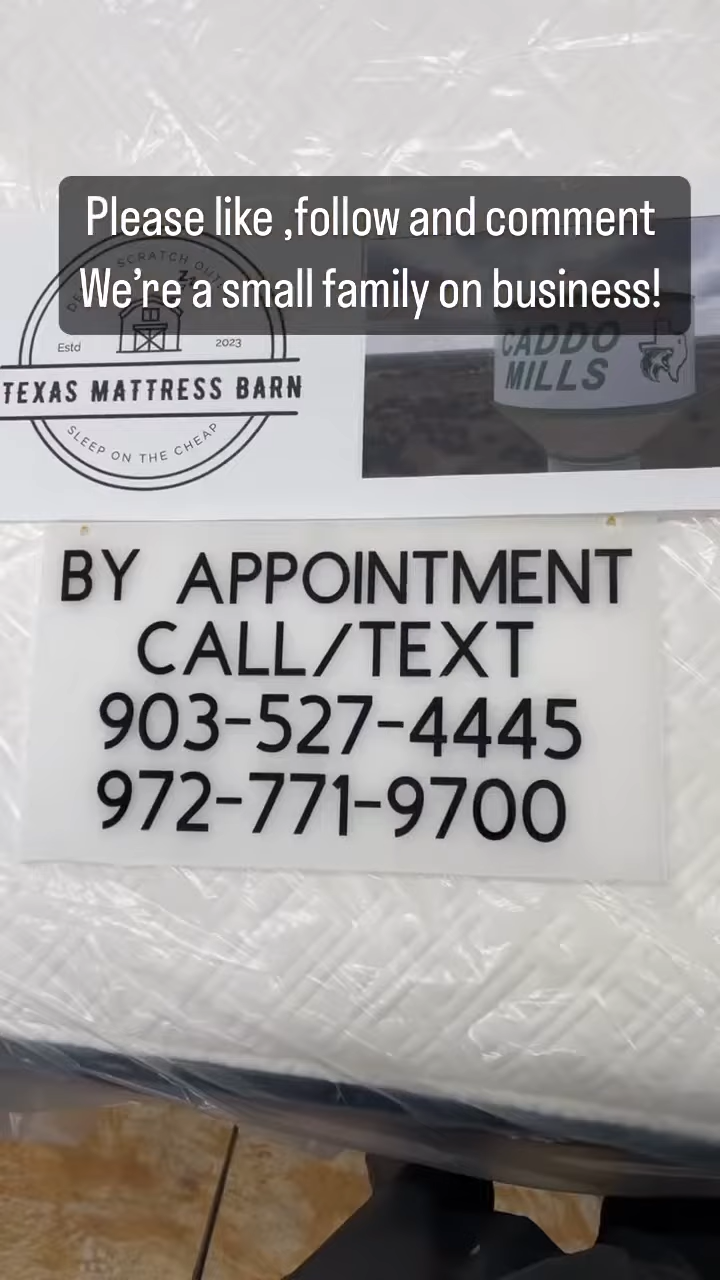 Please like ,follow and comment
We're a small family on business!
SCRATCH
Estd 2023
TEXAS MATTRESS BARN
SLEEP ON THE CHEAP
CADDO
MILLS
BY APPOINTMENT
CALL/TEXT
903-527-4445
972-771-9700